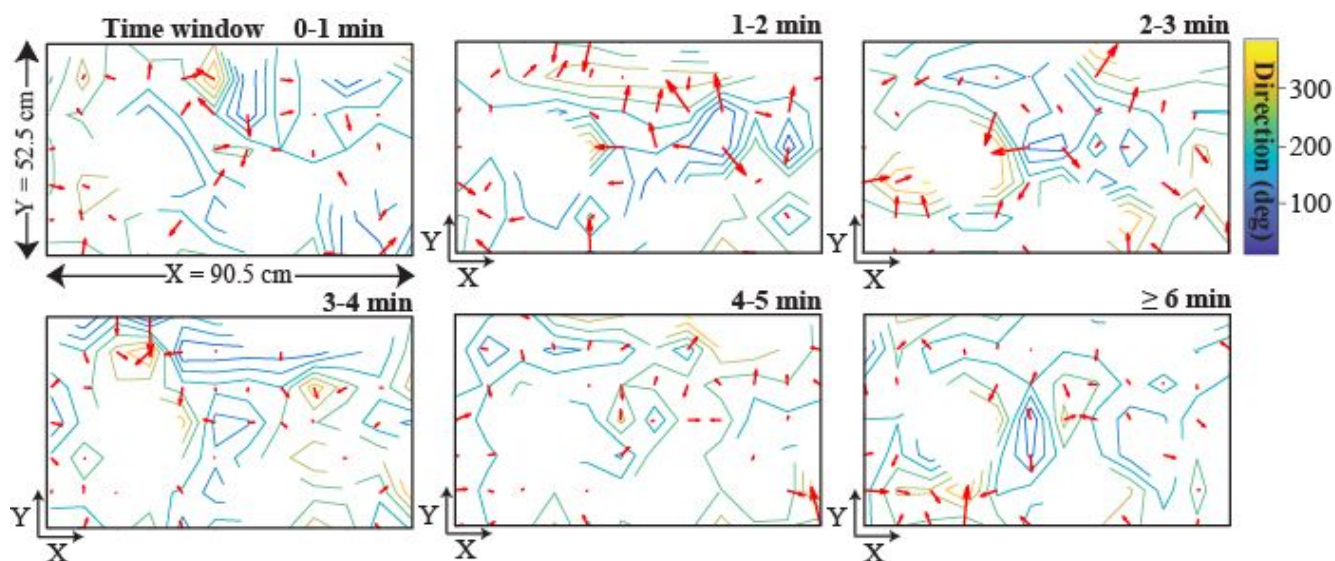 Time window 0-1 min
1-2 min
2-3 min
Y = 52.5 cm
X = 90.5 cm
Y
X
Y
X
300
200
100
Direction (deg)
3-4 min
4-5 min
≥ 6 min
Y
X
Y
X
Y
X